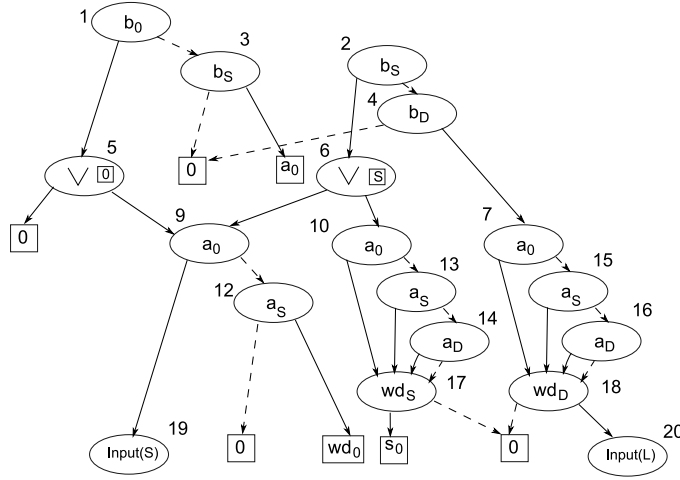 1 b0 3 2 bS
bS 4 bD
5 0 a0 6
∨ 0 ∨ S
9 10 7
0 a0 a0 a0
13 15
12 aS aS aS
14 16
aD aD
17 18
wdS wdD
19 20
Input(S) 0 wd0 s0 0 Input(L)